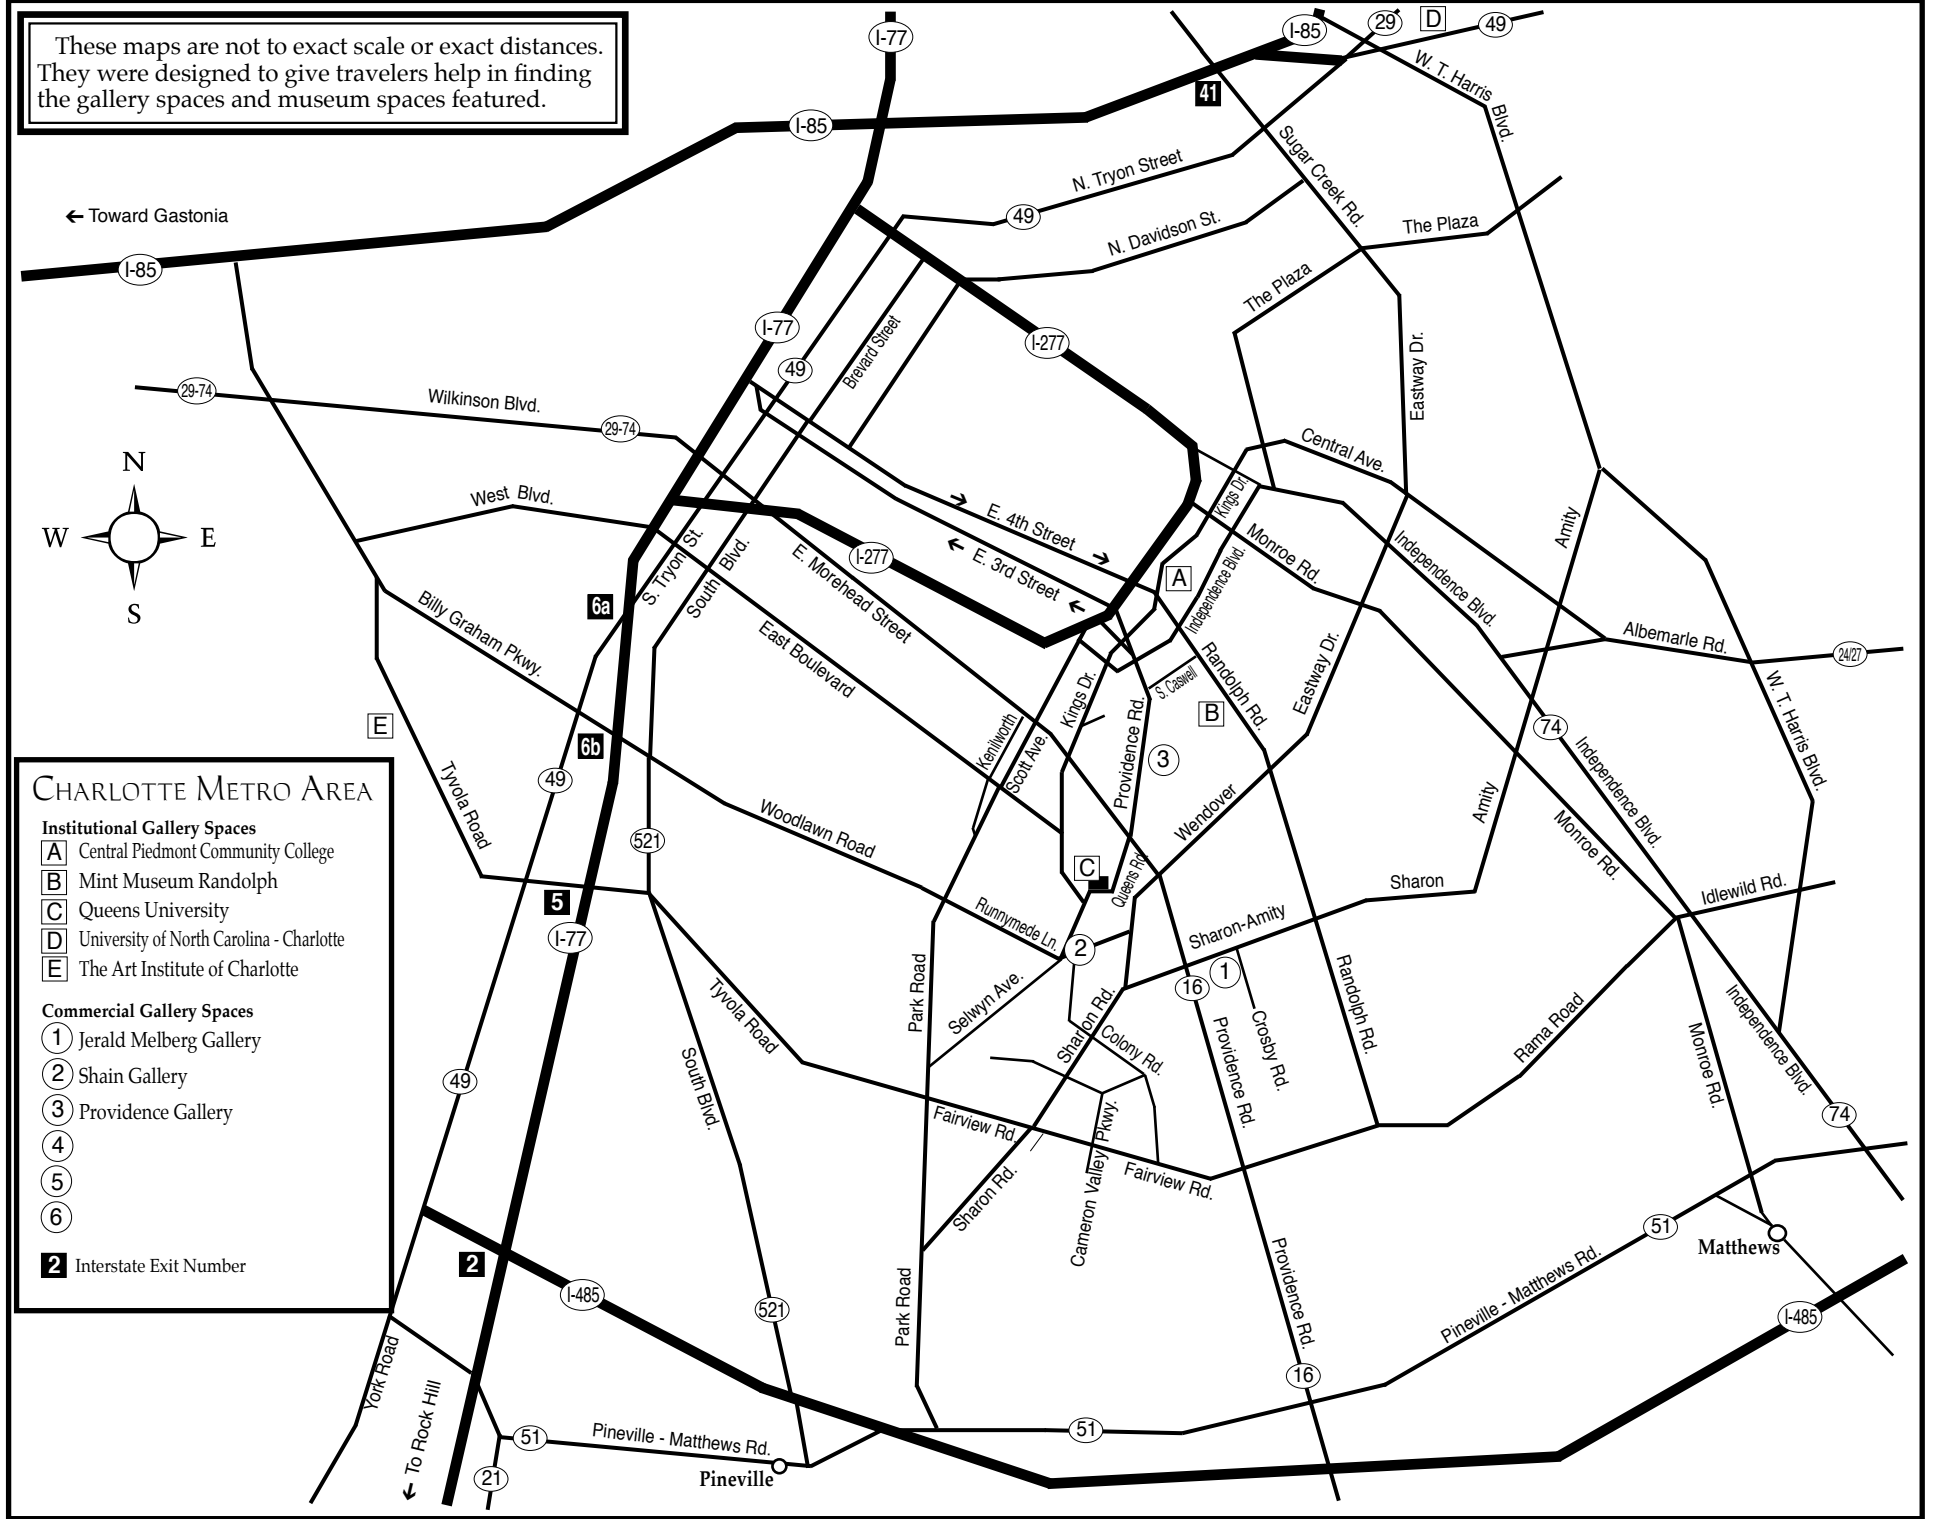 These maps are not to exact scale or exact distances.
They were designed to give travelers help in finding
the gallery spaces and museum spaces featured.
I-77
I-85
29
D
49
W. T. Harris
Blvd.
41
I-85
Sugar Creek Rd.
N. Tryon Street
49
N. Davidson St.
The Plaza
The Plaza
← Toward Gastonia
I-85
I-77
I-277
49
Brevard Street
Eastway Dr.
29-74
Wilkinson Blvd.
29-74
N
W
E
S
West Blvd.
Central Ave.
Kings Dr.
→
E. 4th Street
→
←
E. 3rd Street
←
Monroe Rd.
Independence Blvd.
Amity
I-277
A
Independence Blvd.
S. Tryon St.
South Blvd.
E. Morehead Street
6a
Billy Graham Pkwy.
East Boulevard
Albemarle Rd.
24/27
Randolph Rd.
S. Caswell
Eastway Dr.
W. T. Harris Blvd.
E
B
Kings Dr.
Kenilworth
Scott Ave.
Providence Rd.
3
74
Independence Blvd.
6b
49
Tyvola Road
Woodlawn Road
521
Wendover
Amity
Monroe Rd.
C
Queens Rd.
Sharon
Idlewild Rd.
5
I-77
Runnymede Ln.
2
Sharon-Amity
1
16
Park Road
Selwyn Ave.
Sharon Rd.
Colony Rd.
Providence Rd.
Crosby Rd.
Randolph Rd.
Rama Road
Monroe Rd.
Independence Blvd.
74
Tyvola Road
South Blvd.
49
Fairview Rd.
Cameron Valley Pkwy.
Fairview Rd.
Sharon Rd.
CHARLOTTE METRO AREA
Institutional Gallery Spaces
A Central Piedmont Community College
B Mint Museum Randolph
C Queens University
D University of North Carolina - Charlotte
E The Art Institute of Charlotte
Commercial Gallery Spaces
1 Jerald Melberg Gallery
2 Shain Gallery
3 Providence Gallery
4
5
6
2 Interstate Exit Number
2
I-485
521
Park Road
Providence Rd.
16
Pineville - Matthews Rd.
51
Matthews
I-485
York Road
← To Rock Hill
51
Pineville - Matthews Rd.
Pineville
21
51